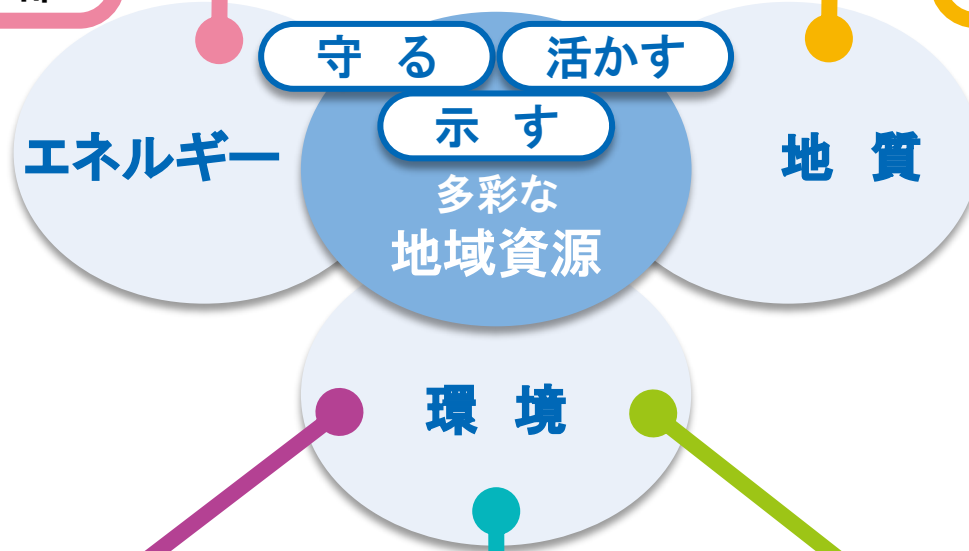 守 る
活かす
示 す
エネルギー
地 質
多彩な
地域資源
環 境